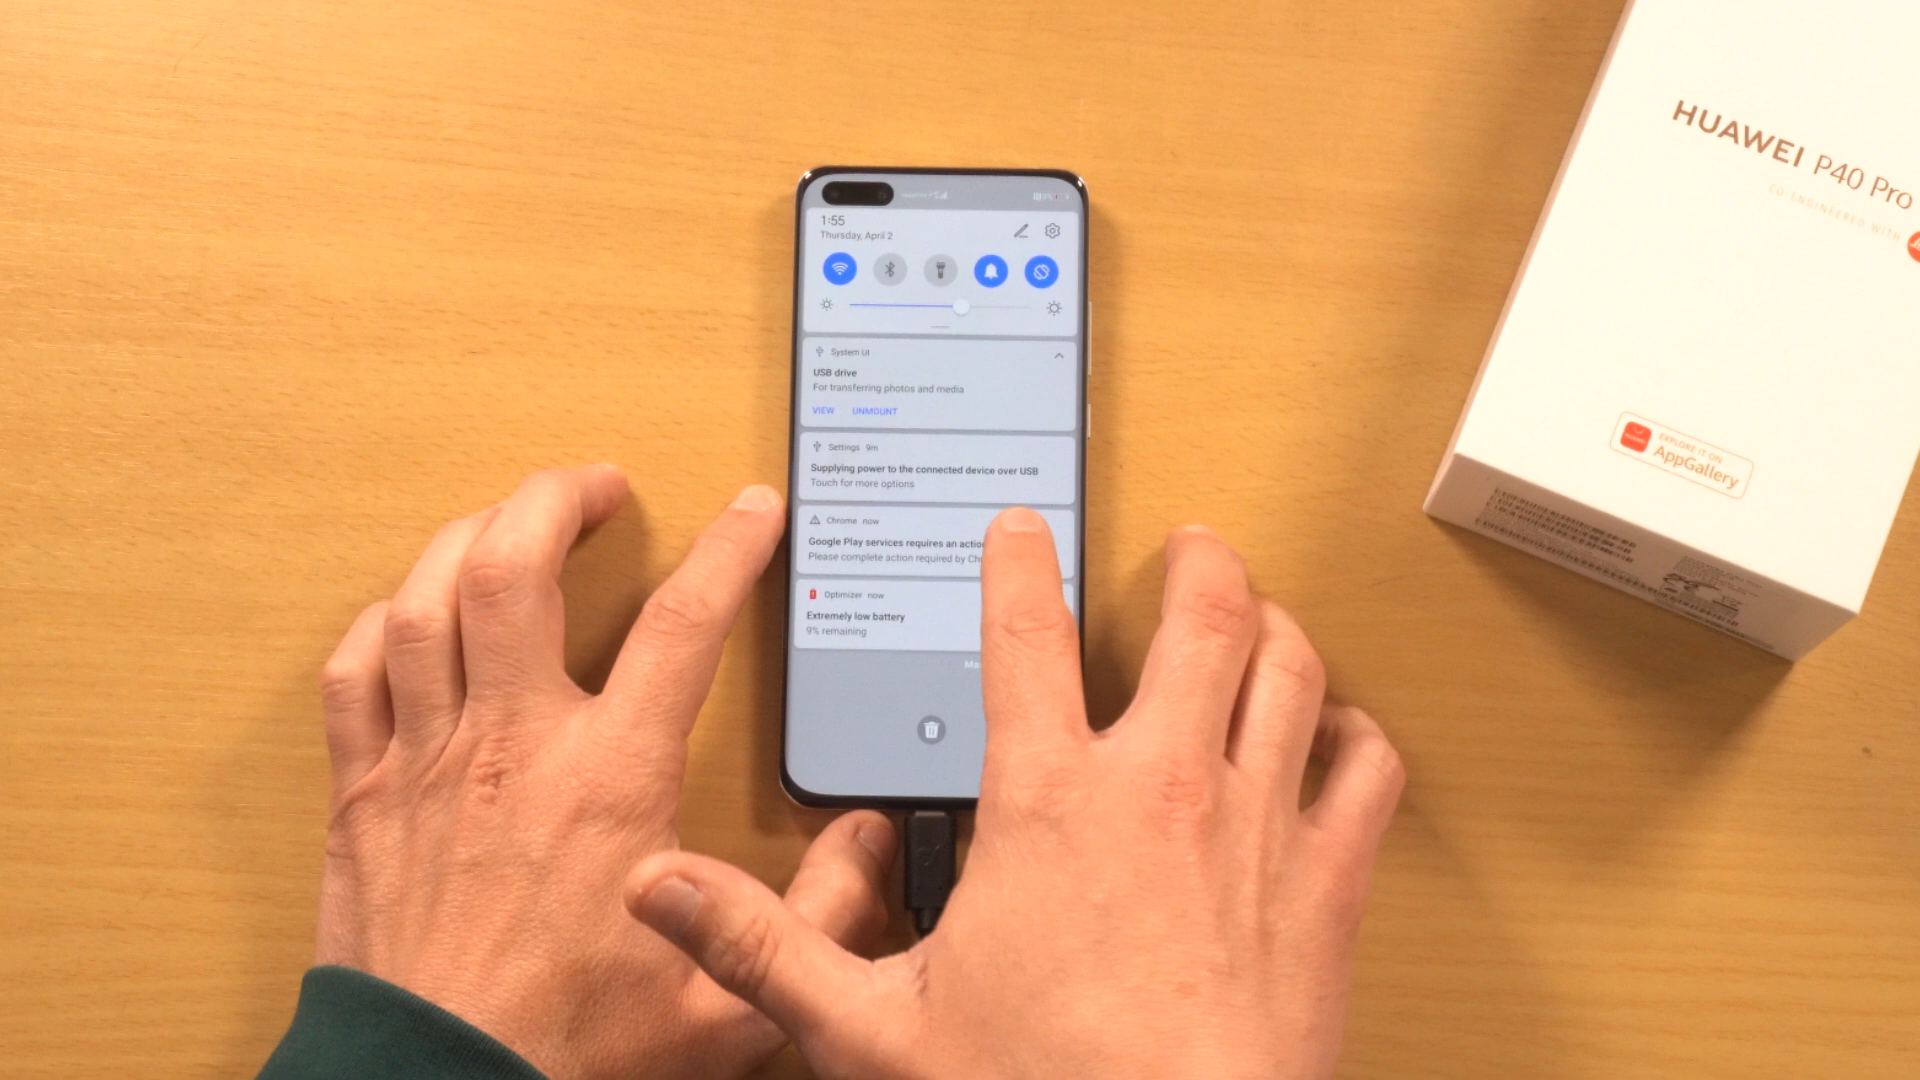 1:55
Thursday, April 2
System UI
USB drive
For transferring photos and media
VIEW UNMOUNT
Settings 9m
Supplying power to the connected device over USB
Touch for more options
Chrome now
Google Play services requires an actio
Please complete action required by Ch
Optimizer now
Extremely low battery
9% remaining
Ma
HUAWEI P40 Pro
CO-ENGINEERED WITH
HUAWEI
EXPLORE IT ON
AppGallery